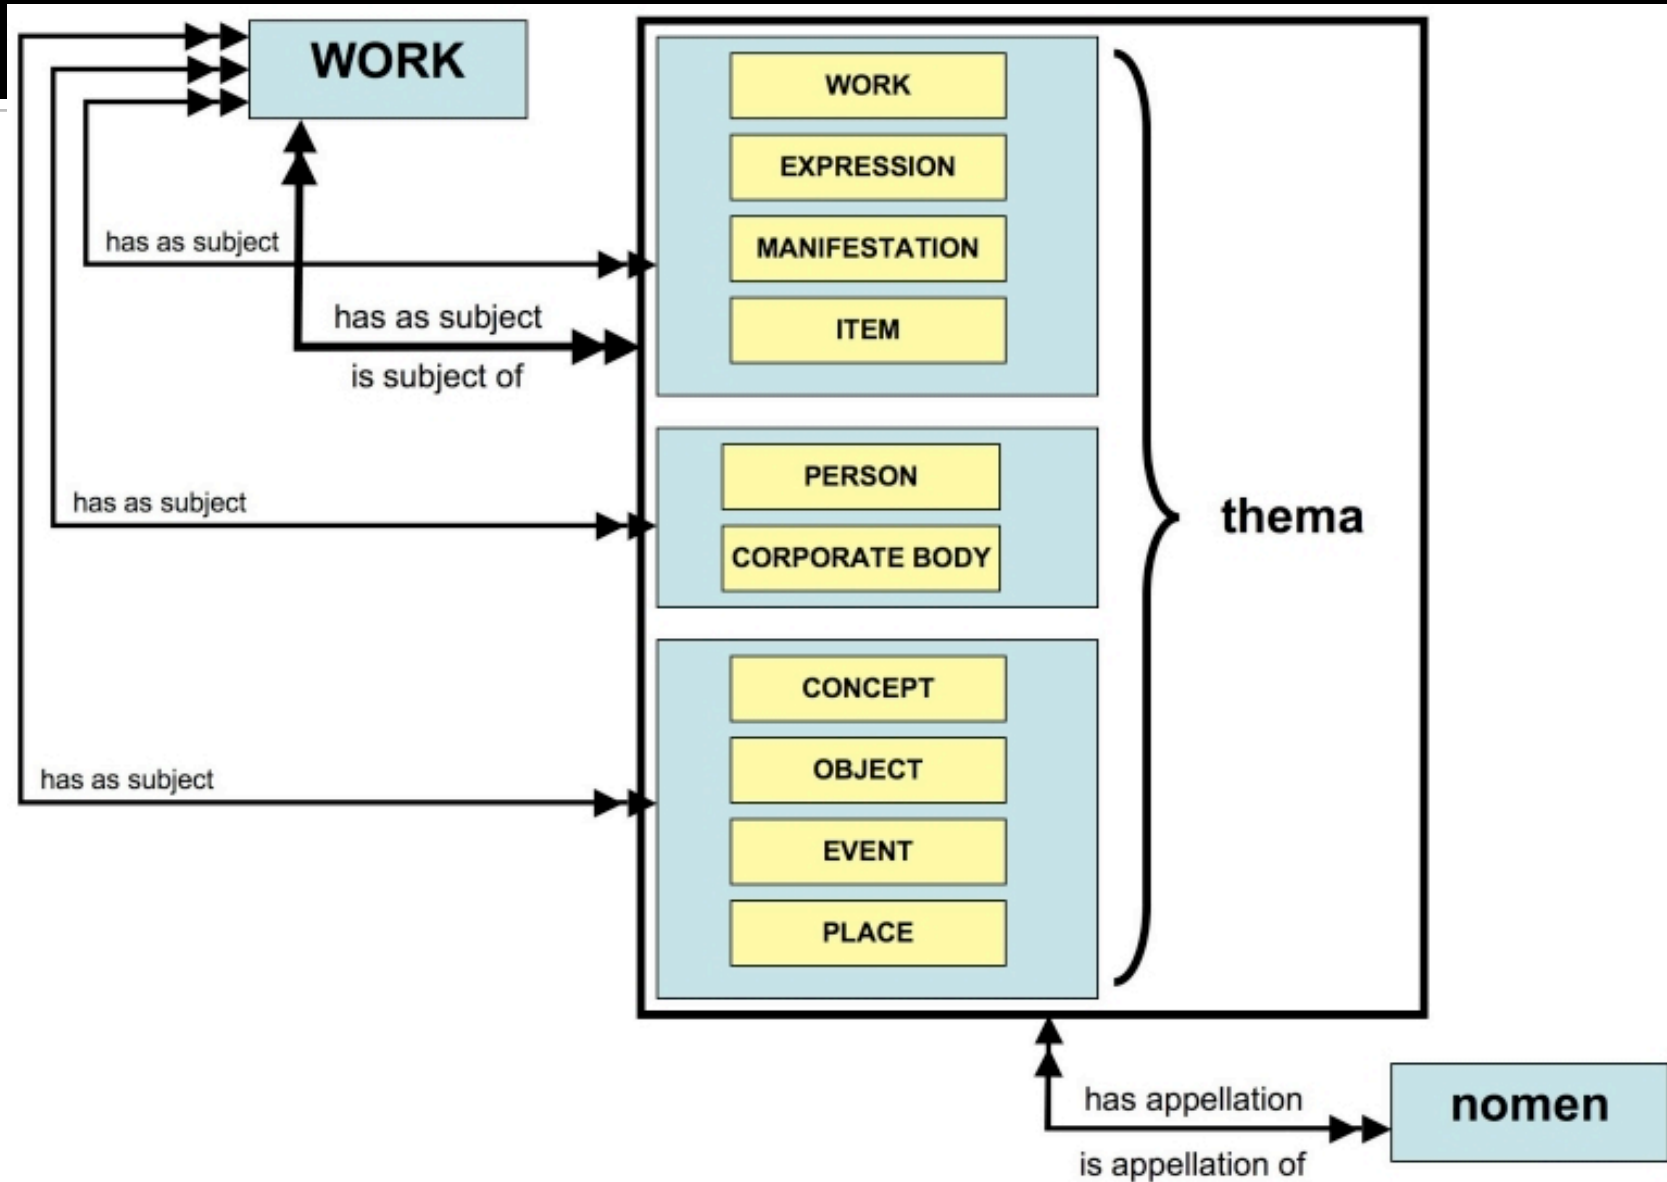 WORK
WORK
EXPRESSION
MANIFESTATION
has as subject
has as subject
ITEM
is subject of
PERSON
has as subject
thema
CORPORATE BODY
CONCEPT
OBJECT
has as subject
EVENT
PLACE
has appellation
nomen
is appellation of